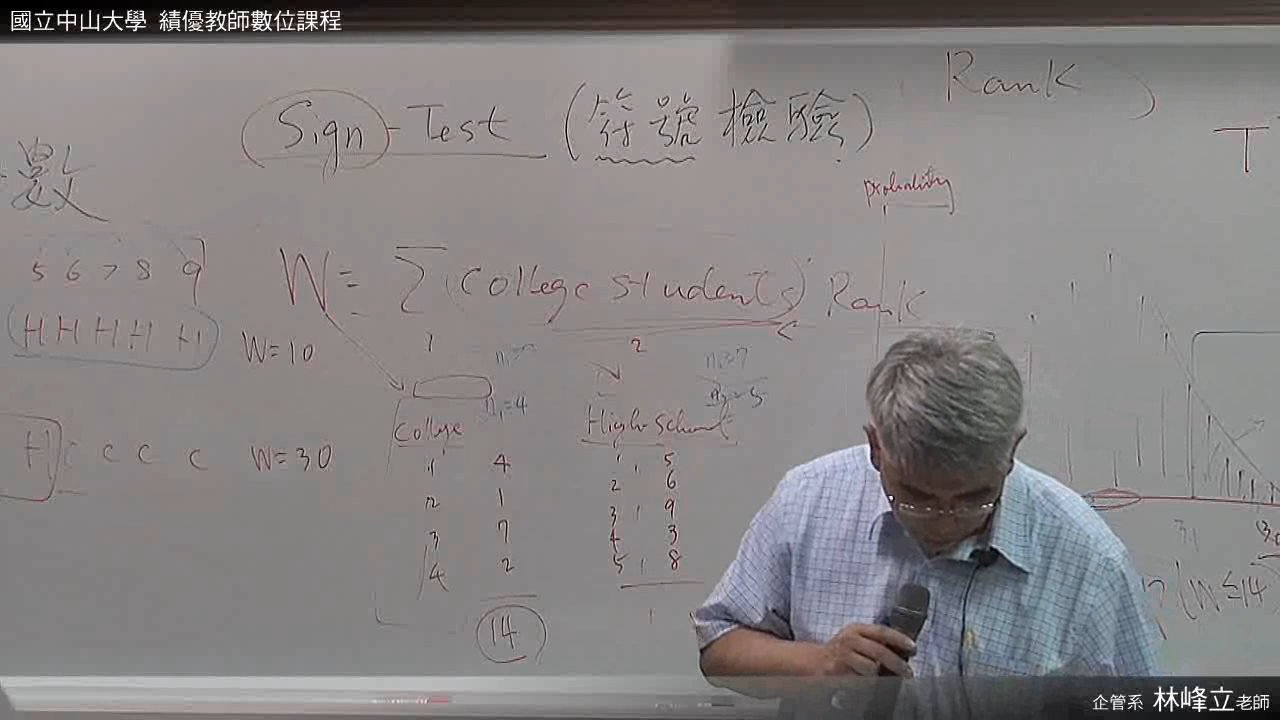 國立中山大學 績優教師數位課程
Rank
Sign-Test (符號檢驗)
T
數
probability
5 6 7 8 9
W = Σ (College students) Rank
H H H H H
W=10
1
2
n₁=4
College
High-School
H C C C C
W=30
1 4
2 1
3 7
4 2
14
1 5
2 6
3 9
4 3
5 8
P(W≤14)
企管系 林峰立老師